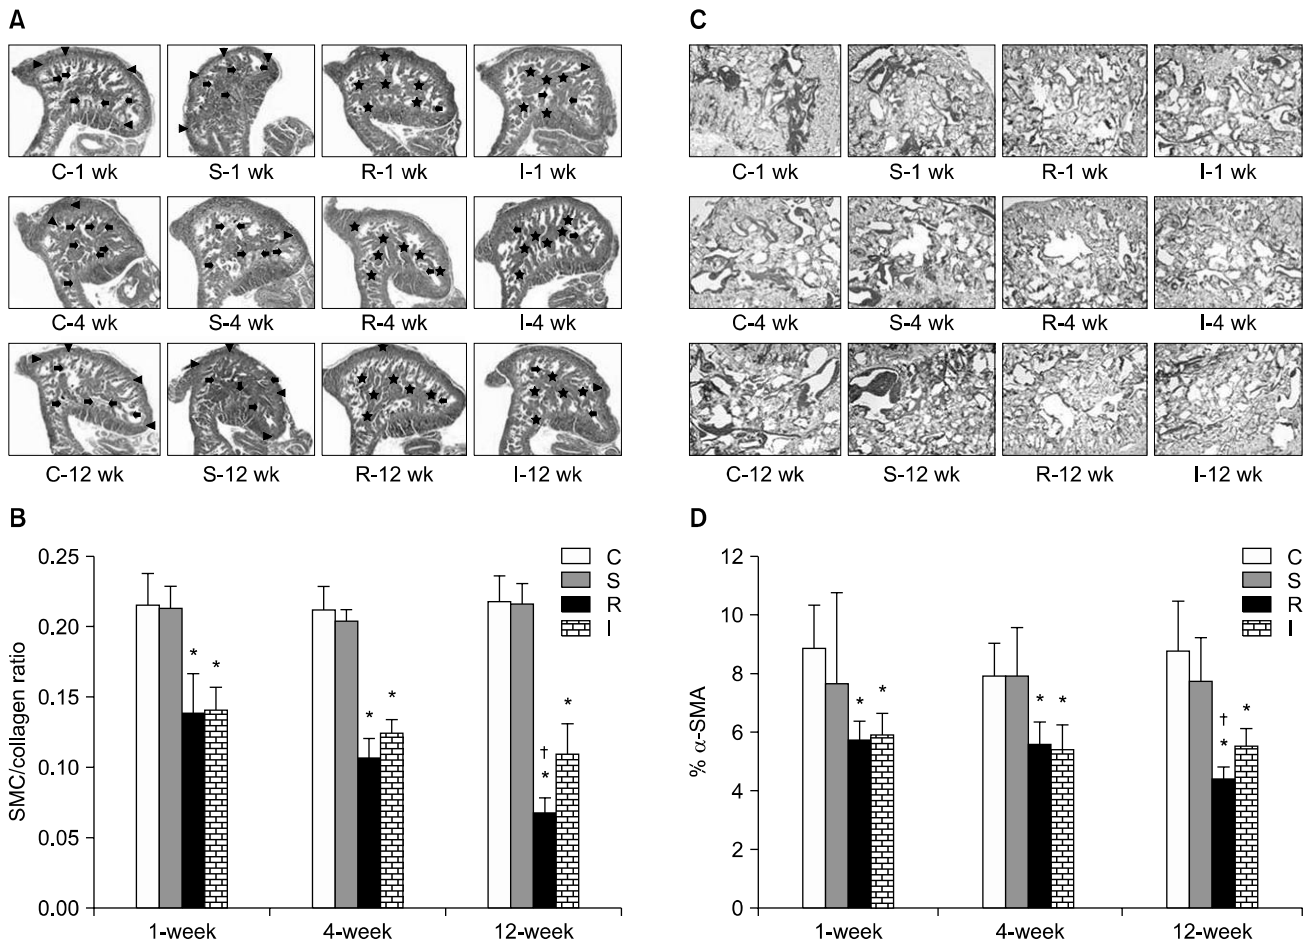 A
C-1 wk S-1 wk R-1 wk I-1 wk
C-4 wk S-4 wk R-4 wk I-4 wk
C-12 wk S-12 wk R-12 wk I-12 wk
B
SMC/collagen ratio
0.25
0.20
0.15
0.10
0.05
0.00
C
S
R
I
* *
* *
† * *
1-week 4-week 12-week
C
C-1 wk S-1 wk R-1 wk I-1 wk
C-4 wk S-4 wk R-4 wk I-4 wk
C-12 wk S-12 wk R-12 wk I-12 wk
D
% α-SMA
12
10
8
6
4
2
0
C
S
R
I
* *
* *
† * *
1-week 4-week 12-week